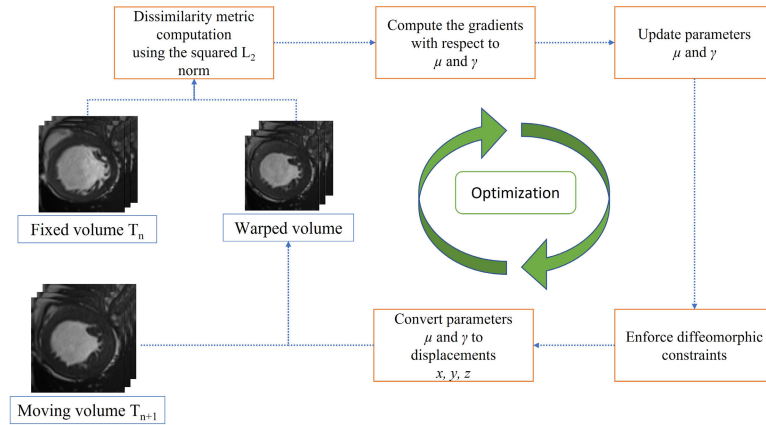 Dissimilarity metric
computation
using the squared L₂
norm
Compute the gradients
with respect to
μ and γ
Update parameters
μ and γ
Optimization
Fixed volume Tₙ
Warped volume
Convert parameters
μ and γ to
displacements
x, y, z
Enforce diffeomorphic
constraints
Moving volume Tₙ₊₁